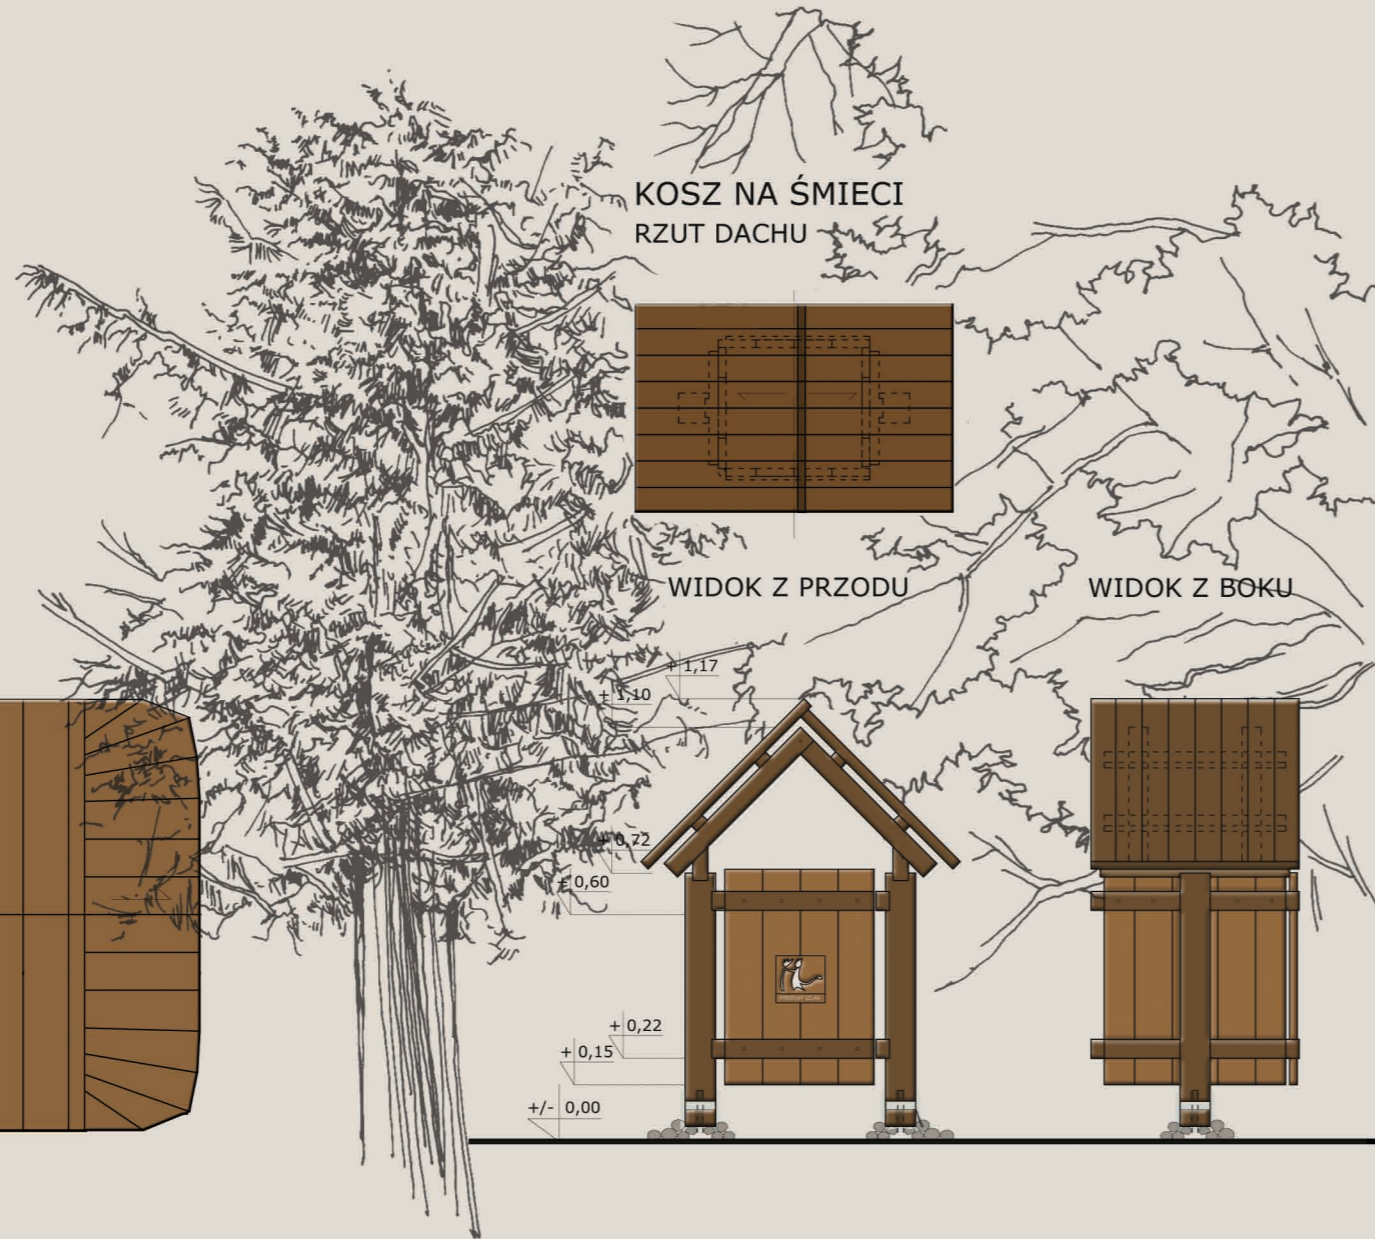 KOSZ NA ŚMIECI
RZUT DACHU
WIDOK Z PRZODU
WIDOK Z BOKU
+ 1,17
+ 1,10
+ 0,72
+ 0,60
+ 0,22
+ 0,15
+/- 0,00